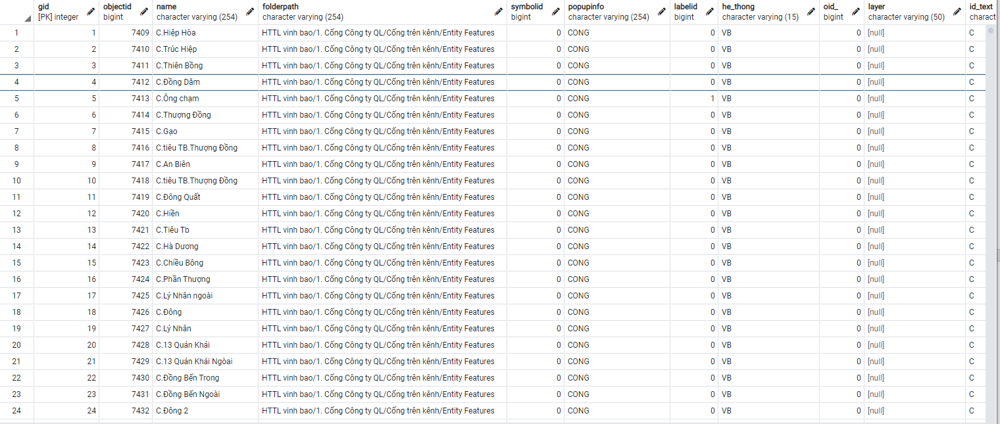 gid objectid name folderpath symbolid popupinfo labelid he_thong oid_ layer id_text
[PK] integer bigint character varying (254) character varying (254) bigint character varying (254) bigint character varying (15) bigint character varying (50) charact
1 1 7409 C.Hiệp Hòa HTTL vinh bao/1. Cống Công ty QL/Cống trên kênh/Entity Features 0 CONG 0 VB 0 [null] C
2 2 7410 C.Trúc Hiệp HTTL vinh bao/1. Cống Công ty QL/Cống trên kênh/Entity Features 0 CONG 0 VB 0 [null] C
3 3 7411 C.Thiên Bồng HTTL vinh bao/1. Cống Công ty QL/Cống trên kênh/Entity Features 0 CONG 0 VB 0 [null] C
4 4 7412 C.Đồng Dăm HTTL vinh bao/1. Cống Công ty QL/Cống trên kênh/Entity Features 0 CONG 0 VB 0 [null] C
5 5 7413 C.Ông chạm HTTL vinh bao/1. Cống Công ty QL/Cống trên kênh/Entity Features 0 CONG 1 VB 0 [null] C
6 6 7414 C.Thượng Đồng HTTL vinh bao/1. Cống Công ty QL/Cống trên kênh/Entity Features 0 CONG 0 VB 0 [null] C
7 7 7415 C.Gạo HTTL vinh bao/1. Cống Công ty QL/Cống trên kênh/Entity Features 0 CONG 0 VB 0 [null] C
8 8 7416 C.tiêu TB.Thượng Đồng HTTL vinh bao/1. Cống Công ty QL/Cống trên kênh/Entity Features 0 CONG 0 VB 0 [null] C
9 9 7417 C.An Biên HTTL vinh bao/1. Cống Công ty QL/Cống trên kênh/Entity Features 0 CONG 0 VB 0 [null] C
10 10 7418 C.tiêu TB.Thượng Đồng HTTL vinh bao/1. Cống Công ty QL/Cống trên kênh/Entity Features 0 CONG 0 VB 0 [null] C
11 11 7419 C.Đông Quất HTTL vinh bao/1. Cống Công ty QL/Cống trên kênh/Entity Features 0 CONG 0 VB 0 [null] C
12 12 7420 C.Hiền HTTL vinh bao/1. Cống Công ty QL/Cống trên kênh/Entity Features 0 CONG 0 VB 0 [null] C
13 13 7421 C.Tiêu Tb HTTL vinh bao/1. Cống Công ty QL/Cống trên kênh/Entity Features 0 CONG 0 VB 0 [null] C
14 14 7422 C.Hà Dương HTTL vinh bao/1. Cống Công ty QL/Cống trên kênh/Entity Features 0 CONG 0 VB 0 [null] C
15 15 7423 C.Chiều Bông HTTL vinh bao/1. Cống Công ty QL/Cống trên kênh/Entity Features 0 CONG 0 VB 0 [null] C
16 16 7424 C.Phần Thượng HTTL vinh bao/1. Cống Công ty QL/Cống trên kênh/Entity Features 0 CONG 0 VB 0 [null] C
17 17 7425 C.Lý Nhân ngoài HTTL vinh bao/1. Cống Công ty QL/Cống trên kênh/Entity Features 0 CONG 0 VB 0 [null] C
18 18 7426 C.Đông HTTL vinh bao/1. Cống Công ty QL/Cống trên kênh/Entity Features 0 CONG 0 VB 0 [null] C
19 19 7427 C.Lý Nhân HTTL vinh bao/1. Cống Công ty QL/Cống trên kênh/Entity Features 0 CONG 0 VB 0 [null] C
20 20 7428 C.13 Quán Khái HTTL vinh bao/1. Cống Công ty QL/Cống trên kênh/Entity Features 0 CONG 0 VB 0 [null] C
21 21 7429 C.13 Quán Khái Ngòai HTTL vinh bao/1. Cống Công ty QL/Cống trên kênh/Entity Features 0 CONG 0 VB 0 [null] C
22 22 7430 C.Đồng Bến Trong HTTL vinh bao/1. Cống Công ty QL/Cống trên kênh/Entity Features 0 CONG 0 VB 0 [null] C
23 23 7431 C.Đồng Bến Ngoài HTTL vinh bao/1. Cống Công ty QL/Cống trên kênh/Entity Features 0 CONG 0 VB 0 [null] C
24 24 7432 C.Đông 2 HTTL vinh bao/1. Cống Công ty QL/Cống trên kênh/Entity Features 0 CONG 0 VB 0 [null] C